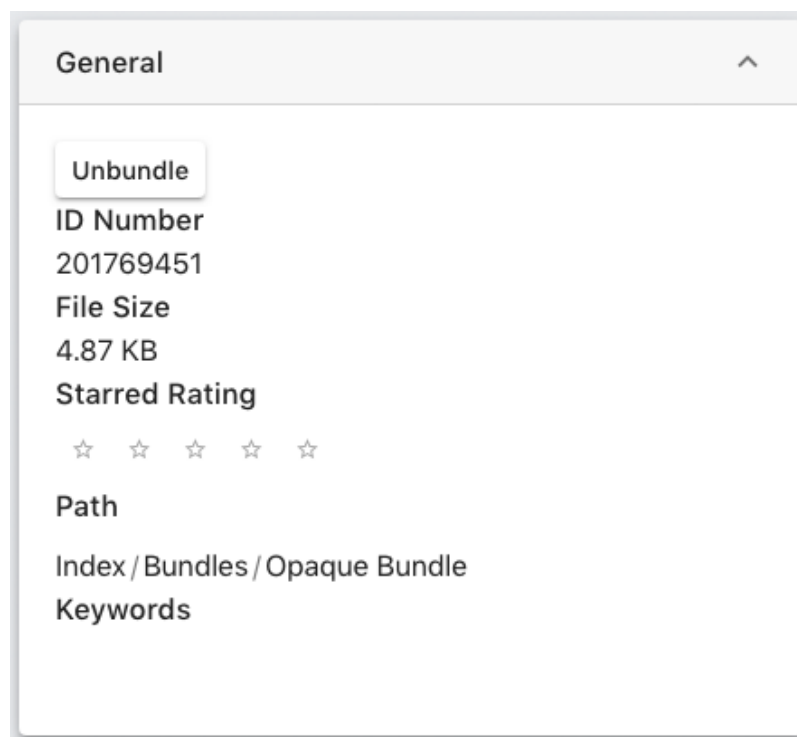 General
Unbundle
ID Number
201769451
File Size
4.87 KB
Starred Rating
Path
Index/Bundles/Opaque Bundle
Keywords